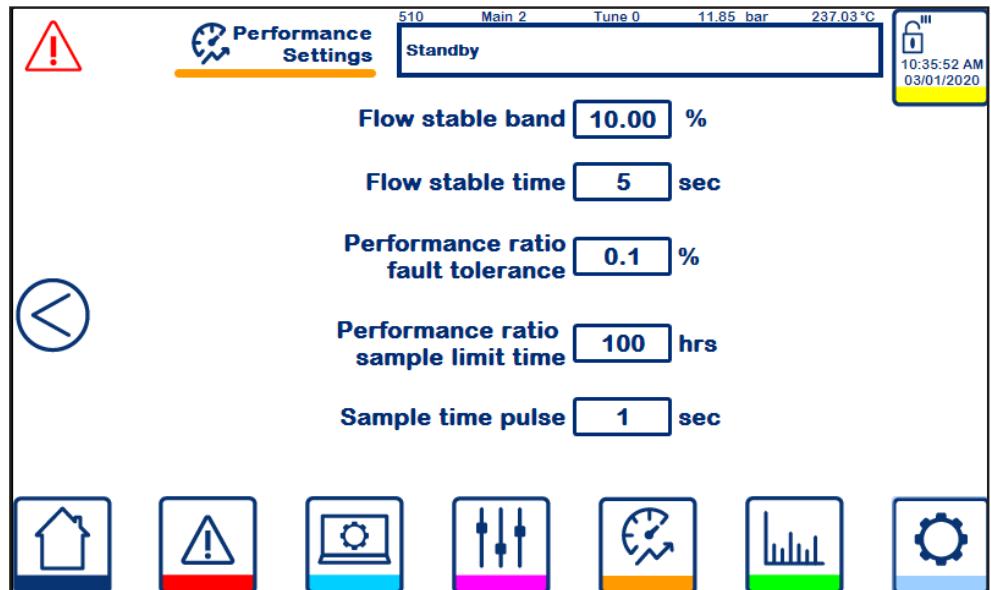 510 Main 2 Tune 0 11.85 bar 237.03 °C
Performance
Settings
Standby
10:35:52 AM
03/01/2020
Flow stable band 10.00 %
Flow stable time 5 sec
Performance ratio
fault tolerance 0.1 %
Performance ratio
sample limit time 100 hrs
Sample time pulse 1 sec